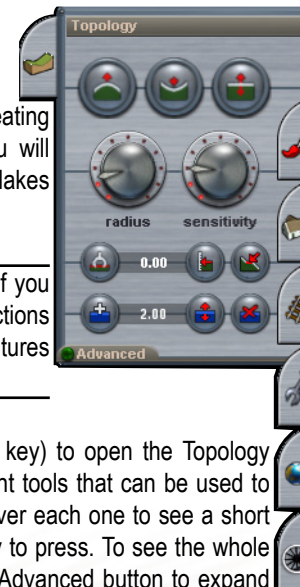 Topology
eating
u will
lakes
radius sensitivity
f you
0.00
ctions
2.00
tures
Advanced
key) to open the Topology
nt tools that can be used to
ver each one to see a short
y to press. To see the whole
Advanced button to expand